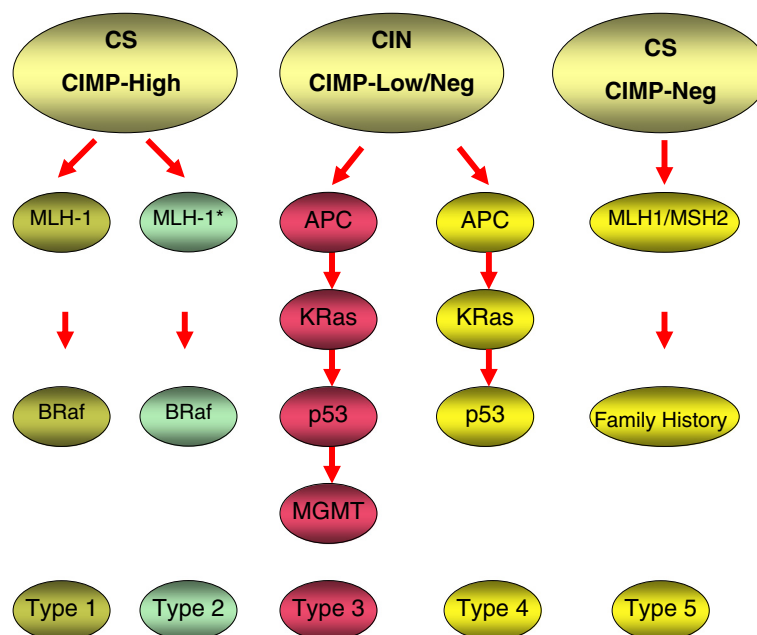 CS
CIMP-High
CIN
CIMP-Low/Neg
CS
CIMP-Neg
MLH-1
MLH-1*
APC
APC
MLH1/MSH2
KRas
KRas
BRaf
BRaf
p53
p53
Family History
MGMT
Type 1
Type 2
Type 3
Type 4
Type 5